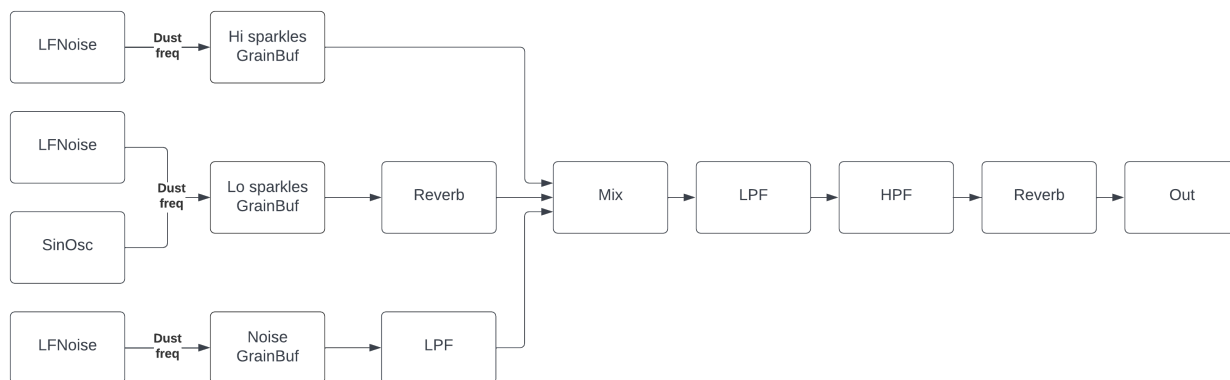 LFNoise
Dust
freq
Hi sparkles
GrainBuf
LFNoise
SinOsc
Dust
freq
Lo sparkles
GrainBuf
Reverb
Mix
LPF
HPF
Reverb
Out
LFNoise
Dust
freq
Noise
GrainBuf
LPF